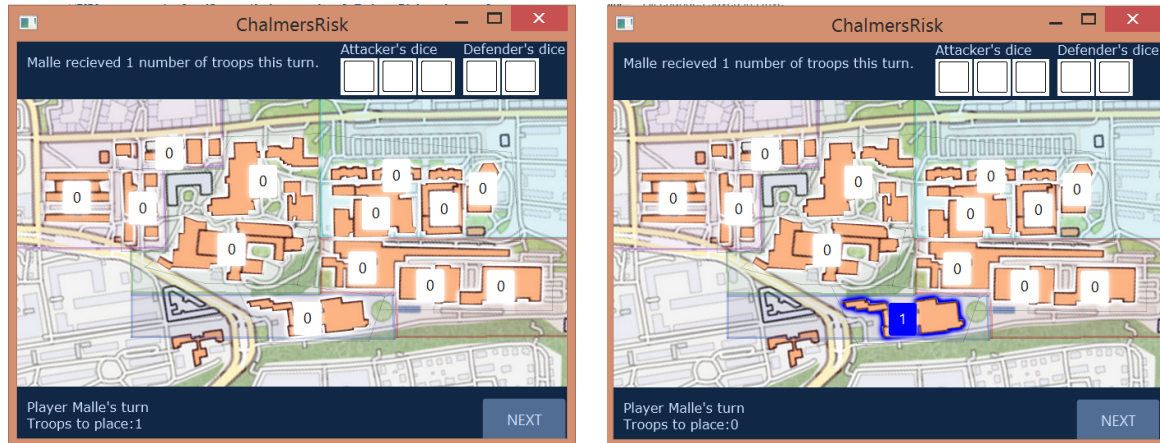 ChalmersRisk
Malle recieved 1 number of troops this turn.
Attacker's dice
Defender's dice
0
0
0
0
0
0
0
0
0
0
0
0
0
Player Malle's turn
Troops to place:1
NEXT
ChalmersRisk
Malle recieved 1 number of troops this turn.
Attacker's dice
Defender's dice
0
0
0
0
0
0
0
0
0
0
0
0
1
Player Malle's turn
Troops to place:0
NEXT